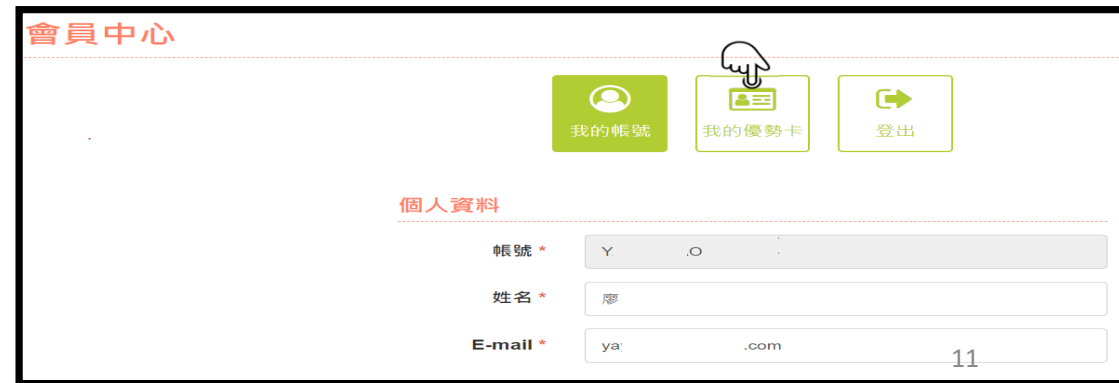 會員中心
我的帳號
我的優勢卡
登出
個人資料
帳號 * Y .O
姓名 * 廖
E-mail * ya .com
11